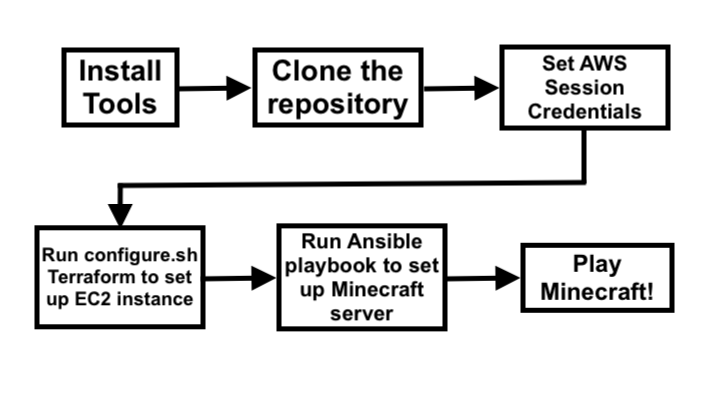 Install
Tools
Clone the
repository
Set AWS
Session
Credentials
Run configure.sh
Terraform to set
up EC2 instance
Run Ansible
playbook to set
up Minecraft
server
Play
Minecraft!